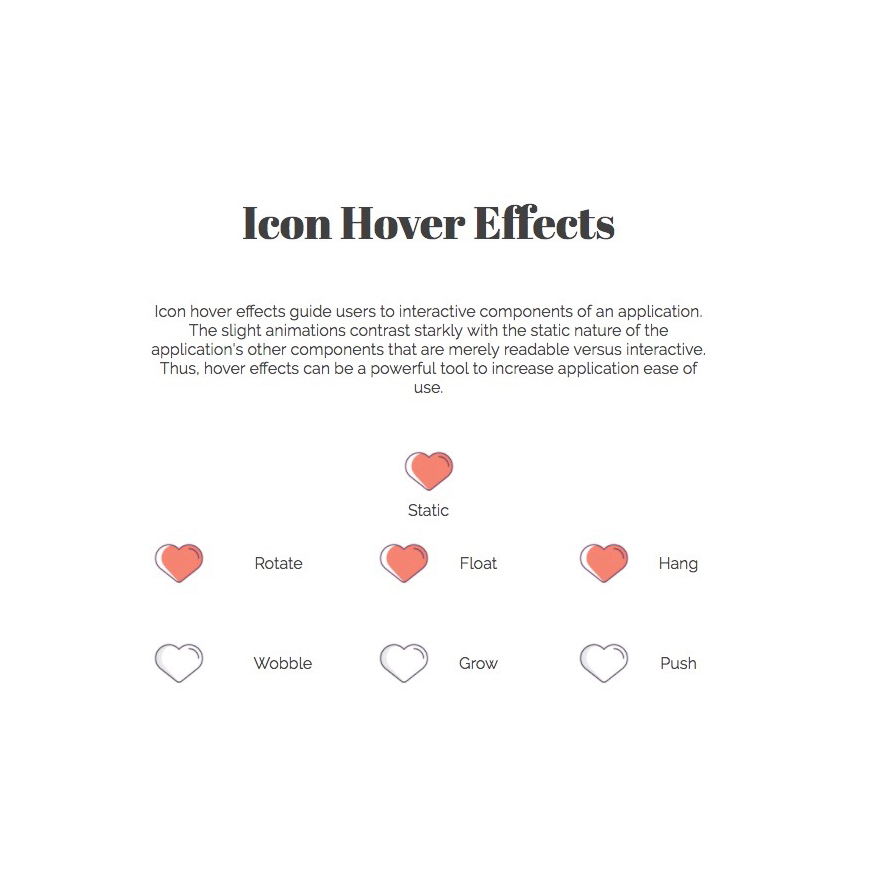 Icon Hover Effects
Icon hover effects guide users to interactive components of an application.
The slight animations contrast starkly with the static nature of the
application's other components that are merely readable versus interactive.
Thus, hover effects can be a powerful tool to increase application ease of
use.
Static
Rotate Float Hang
Wobble Grow Push